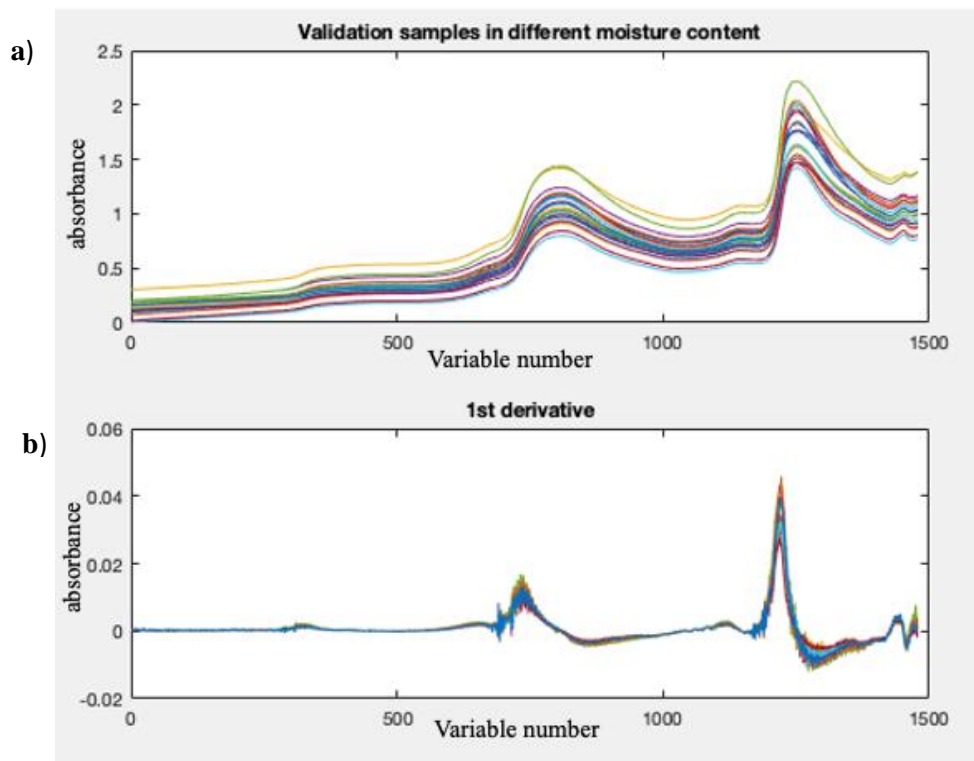 a)
Validation samples in different moisture content
absorbance
2.5
2
1.5
1
0.5
0
0
500
1000
1500
Variable number
b)
1st derivative
absorbance
0.06
0.04
0.02
0
-0.02
0
500
1000
1500
Variable number